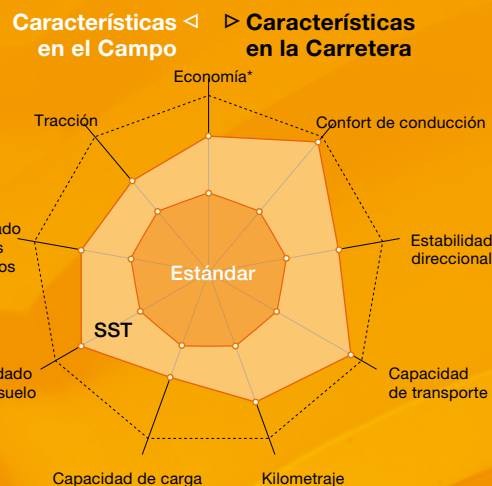 Características ◁
en el Campo
▷ Características
en la Carretera
Economía*
Tracción
Confort de conducción
Estabilidad
direccional
Estándar
SST
Capacidad
de transporte
suelo
Capacidad de carga
Kilometraje